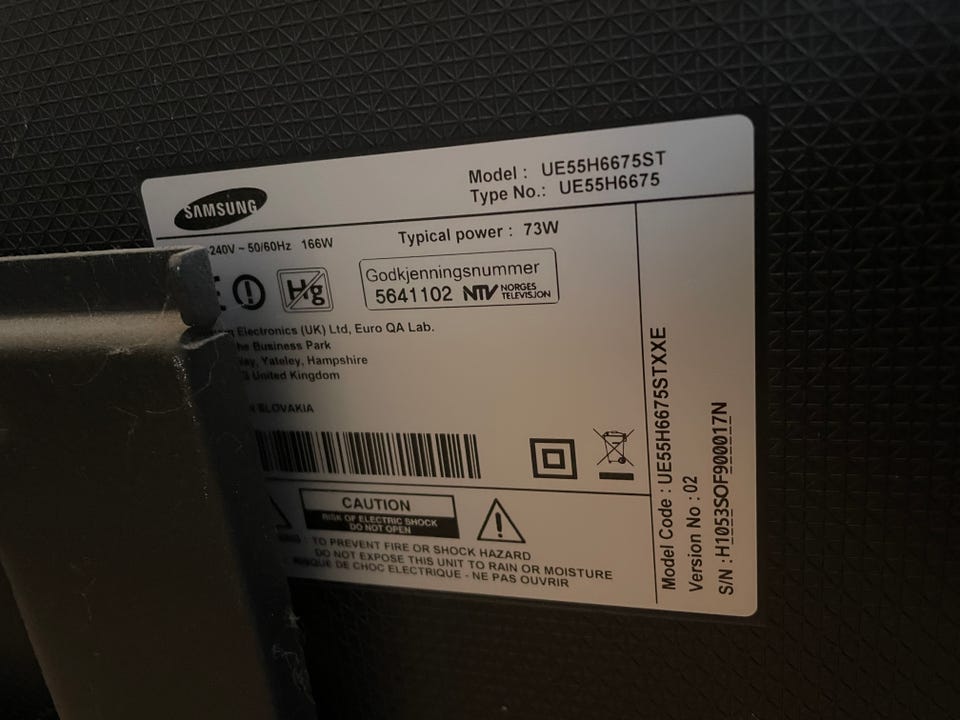 SAMSUNG
Model : UE55H6675ST
Type No.: UE55H6675
240V ~ 50/60Hz 166W
Typical power : 73W
Hg
Godkjenningsnummer
5641102 NTV NORGES TELEVISJON
Electronics (UK) Ltd, Euro QA Lab.
Business Park
Yateley, Hampshire
United Kingdom
SLOVAKIA
CAUTION
RISK OF ELECTRIC SHOCK
DO NOT OPEN
TO PREVENT FIRE OR SHOCK HAZARD
DO NOT EXPOSE THIS UNIT TO RAIN OR MOISTURE
RISQUE DE CHOC ELECTRIQUE - NE PAS OUVRIR
Model Code : UE55H6675STXXE
Version No : 02
S/N : H1053SOF900017N